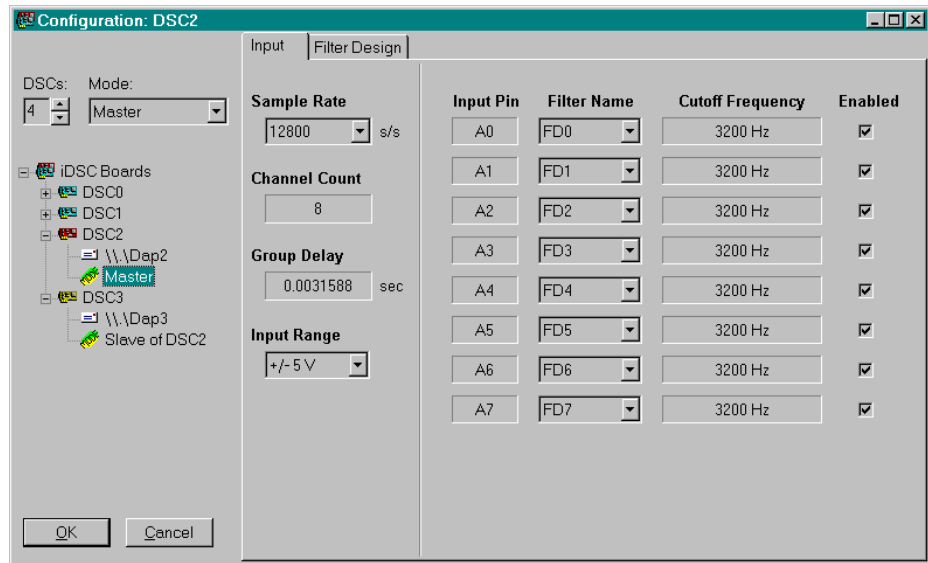 Configuration: DSC2
Input
Filter Design
DSCs:
Mode:
4
Master
iDSC Boards
DSC0
DSC1
DSC2
\\.\Dap2
Master
DSC3
\\.\Dap3
Slave of DSC2
OK
Cancel
Sample Rate
12800 s/s
Channel Count
8
Group Delay
0.0031588 sec
Input Range
+/- 5 V
Input Pin Filter Name Cutoff Frequency Enabled
A0 FD0 3200 Hz
A1 FD1 3200 Hz
A2 FD2 3200 Hz
A3 FD3 3200 Hz
A4 FD4 3200 Hz
A5 FD5 3200 Hz
A6 FD6 3200 Hz
A7 FD7 3200 Hz